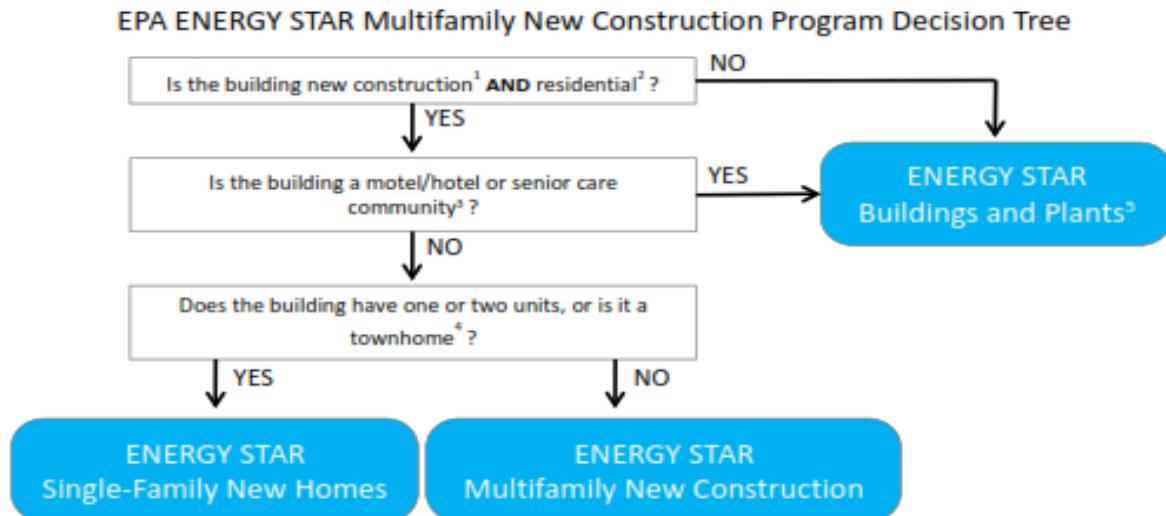 EPA ENERGY STAR Multifamily New Construction Program Decision Tree
Is the building new construction¹ AND residential² ?
NO
YES
Is the building a motel/hotel or senior care
community³ ?
YES
ENERGY STAR
Buildings and Plants⁵
NO
Does the building have one or two units, or is it a
townhome⁴ ?
YES
NO
ENERGY STAR
Single-Family New Homes
ENERGY STAR
Multifamily New Construction